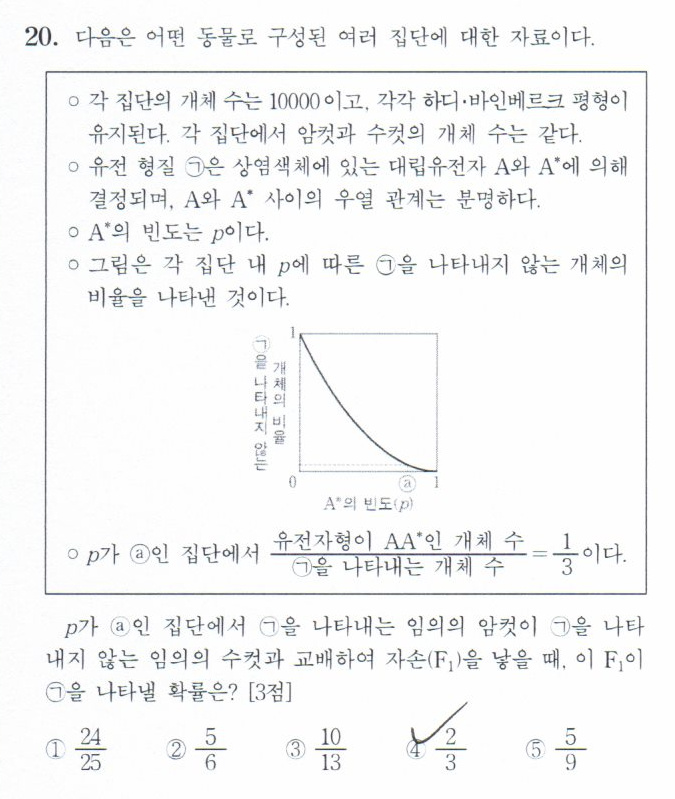 20. 다음은 어떤 동물로 구성된 여러 집단에 대한 자료이다.
○ 각 집단의 개체 수는 10000이고, 각각 하디·바인베르크 평형이
유지된다. 각 집단에서 암컷과 수컷의 개체 수는 같다.
○ 유전 형질 ㉠은 상염색체에 있는 대립유전자 A와 A*에 의해
결정되며, A와 A* 사이의 우열 관계는 분명하다.
○ A*의 빈도는 p이다.
○ 그림은 각 집단 내 p에 따른 ㉠을 나타내지 않는 개체의
비율을 나타낸 것이다.
㉠을 나타내지 않는
개체의 비율
1
0 ⓐ 1
A*의 빈도(p)
○ p가 ⓐ인 집단에서 유전자형이 AA*인 개체 수 / ㉠을 나타내는 개체 수 = 1/3 이다.
p가 ⓐ인 집단에서 ㉠을 나타내는 임의의 암컷이 ㉠을 나타
내지 않는 임의의 수컷과 교배하여 자손(F₁)을 낳을 때, 이 F₁이
㉠을 나타낼 확률은? [3점]
① 24/25 ② 5/6 ③ 10/13 ④ 2/3 ⑤ 5/9